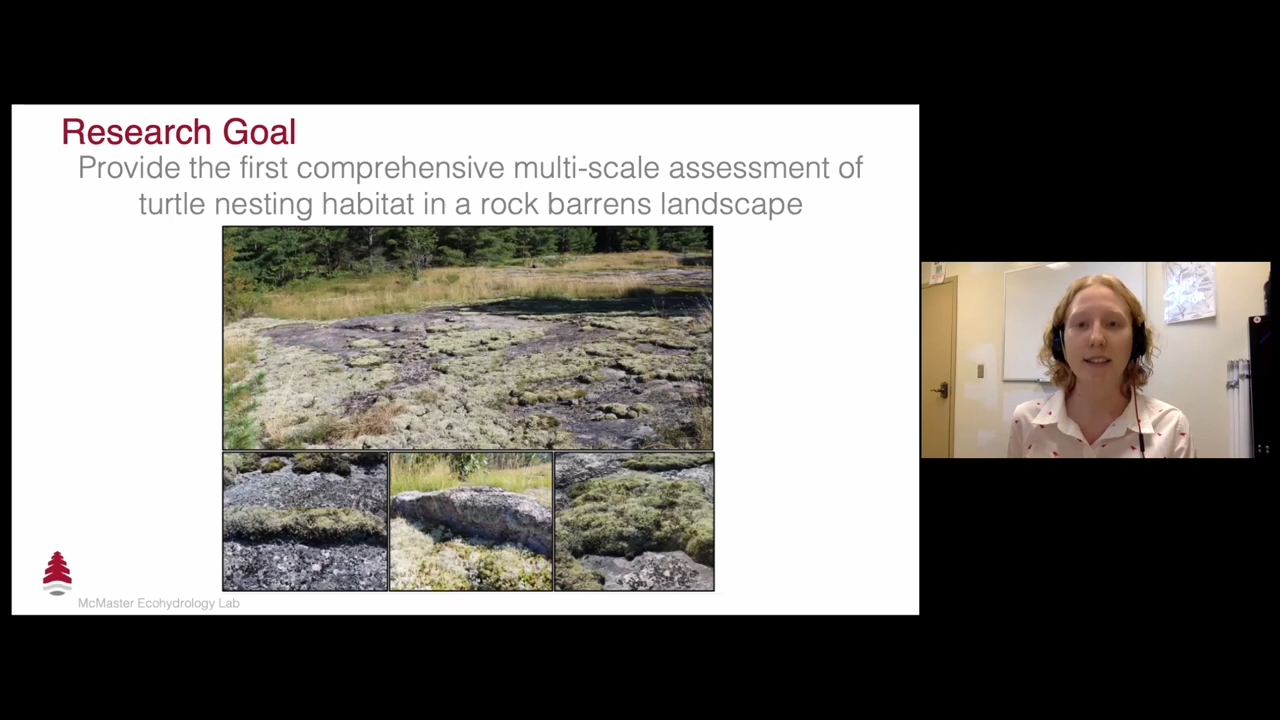 Research Goal
Provide the first comprehensive multi-scale assessment of
turtle nesting habitat in a rock barrens landscape
McMaster Ecohydrology Lab